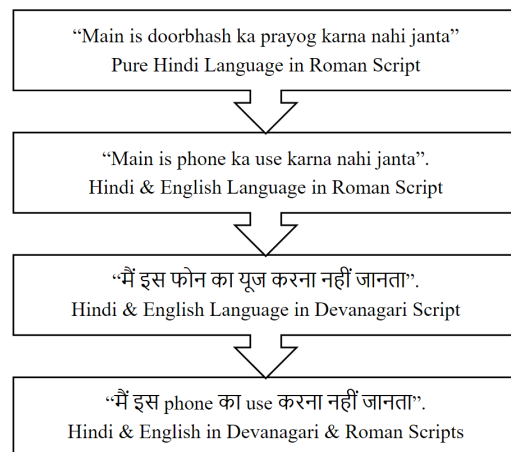 “Main is doorbhash ka prayog karna nahi janta”
Pure Hindi Language in Roman Script
“Main is phone ka use karna nahi janta”.
Hindi & English Language in Roman Script
“मैं इस फोन का यूज करना नहीं जानता”.
Hindi & English Language in Devanagari Script
“मैं इस phone का use करना नहीं जानता”.
Hindi & English in Devanagari & Roman Scripts